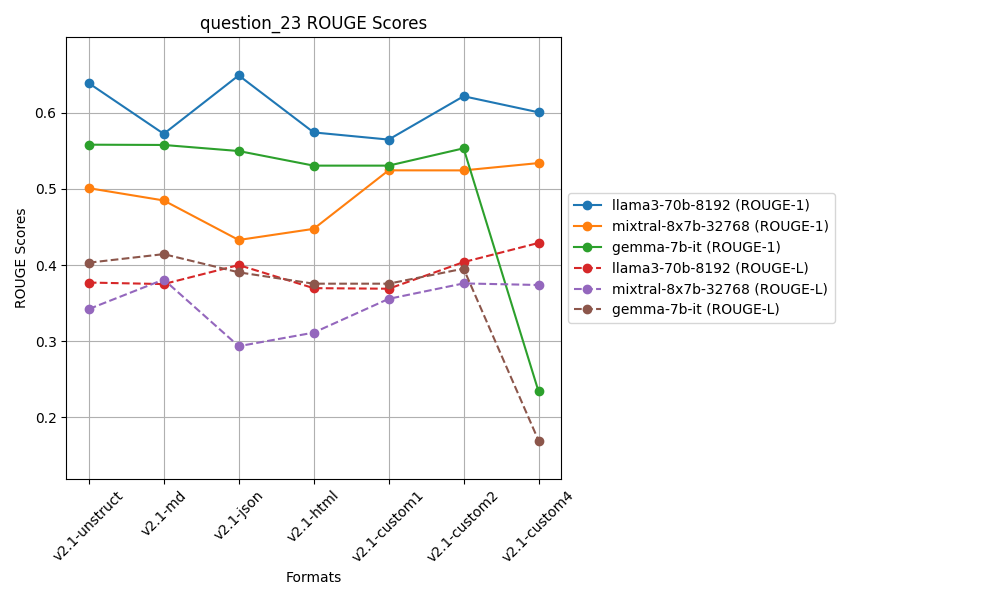 question_23 ROUGE Scores
ROUGE Scores
0.6
0.5
0.4
0.3
0.2
v2.1-unstruct
v2.1-md
v2.1-json
v2.1-html
v2.1-custom1
v2.1-custom2
v2.1-custom4
Formats
llama3-70b-8192 (ROUGE-1)
mixtral-8x7b-32768 (ROUGE-1)
gemma-7b-it (ROUGE-1)
llama3-70b-8192 (ROUGE-L)
mixtral-8x7b-32768 (ROUGE-L)
gemma-7b-it (ROUGE-L)